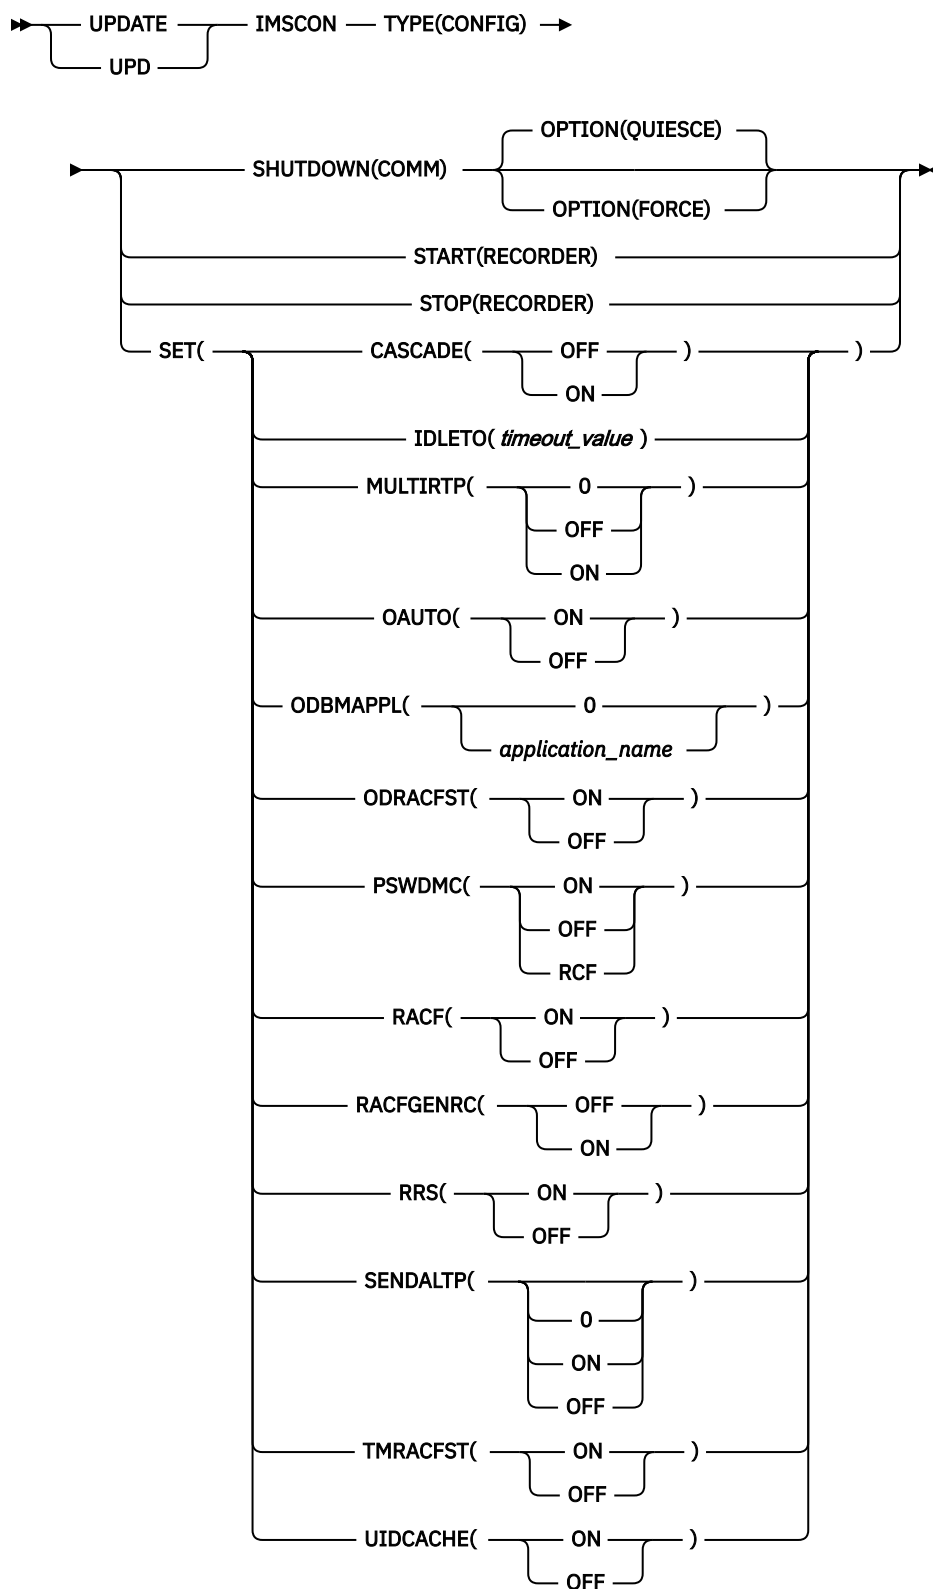 UPDATE IMSCON TYPE(CONFIG)
UPD
OPTION(QUIESCE)
SHUTDOWN(COMM)
OPTION(FORCE)
START(RECORDER)
STOP(RECORDER)
SET( CASCADE( OFF ) )
ON
IDLETO( timeout_value )
MULTIRTP( 0 )
OFF
ON
OAUTO( ON )
OFF
ODBMAPPL( 0 )
application_name
ODRACFST( ON )
OFF
PSWDMC( ON )
OFF
RCF
RACF( ON )
OFF
RACFGENRC( OFF )
ON
RRS( ON )
OFF
SENDALTP( )
0
ON
OFF
TMRACFST( ON )
OFF
UIDCACHE( ON )
OFF